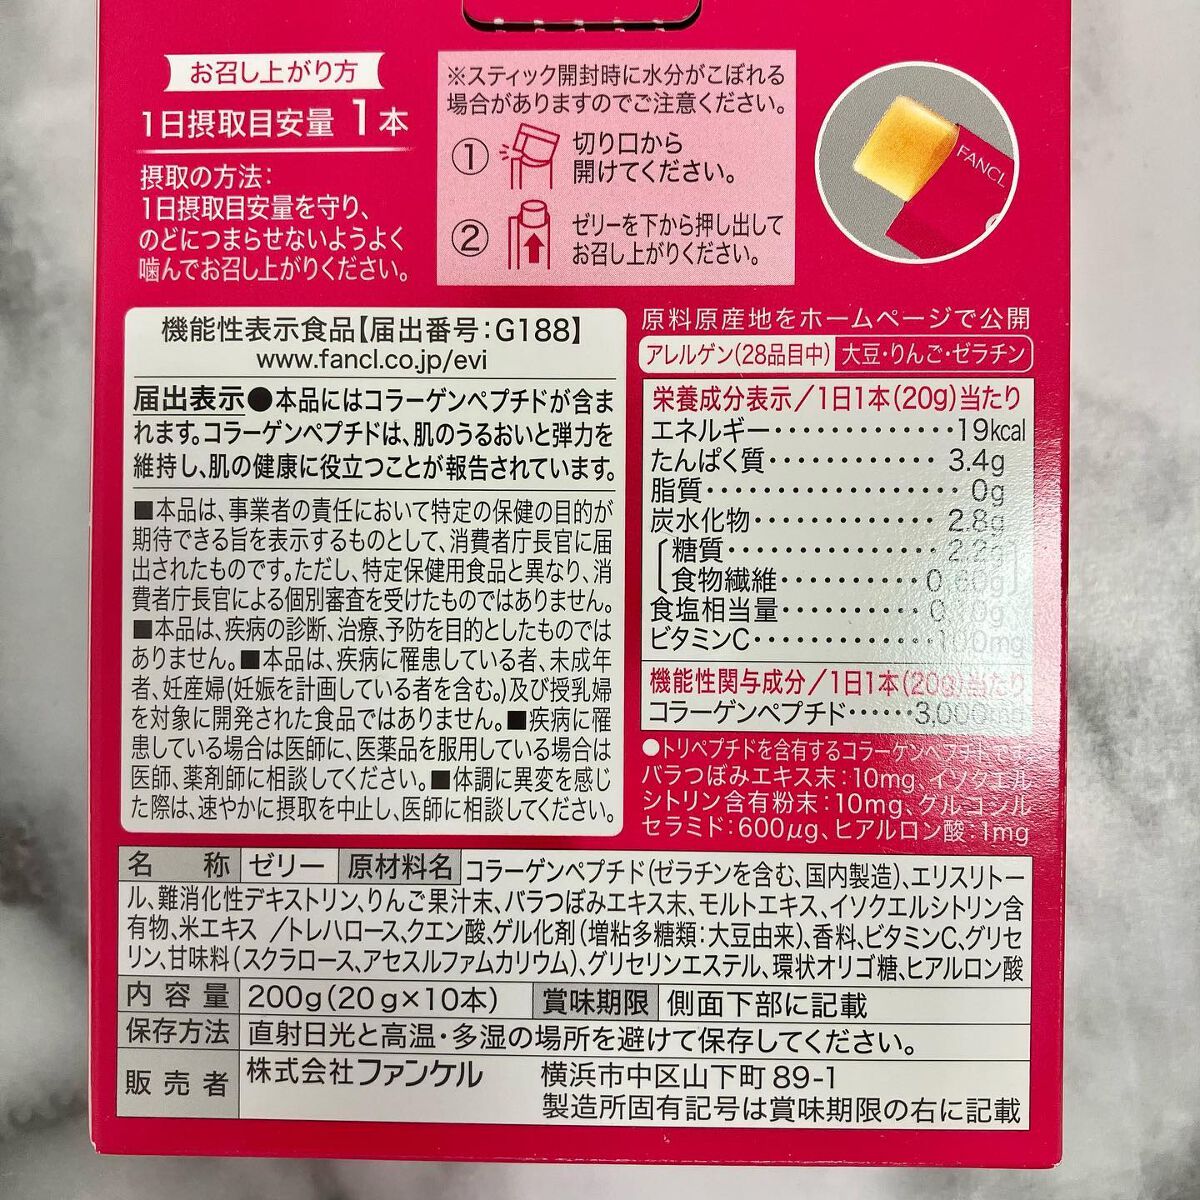 お召し上がり方
1日摂取目安量 1本
摂取の方法:
1日摂取目安量を守り、
のどにつまらせないようよく
噛んでお召し上がりください。
※スティック開封時に水分がこぼれる
場合がありますのでご注意ください。
① 切り口から
開けてください。
② ゼリーを下から押し出して
お召し上がりください。
FANCL
機能性表示食品【届出番号:G188】
www.fancl.co.jp/evi
届出表示●本品にはコラーゲンペプチドが含ま
れます。コラーゲンペプチドは、肌のうるおいと弾力を
維持し、肌の健康に役立つことが報告されています。
■本品は、事業者の責任において特定の保健の目的が
期待できる旨を表示するものとして、消費者庁長官に届
出されたものです。ただし、特定保健用食品と異なり、消
費者庁長官による個別審査を受けたものではありません。
■本品は、疾病の診断、治療、予防を目的としたものでは
ありません。■本品は、疾病に罹患している者、未成年
者、妊産婦(妊娠を計画している者を含む。)及び授乳婦
を対象に開発された食品ではありません。■疾病に罹
患している場合は医師に、医薬品を服用している場合は
医師、薬剤師に相談してください。■体調に異変を感じ
た際は、速やかに摂取を中止し、医師に相談してください。
原料原産地をホームページで公開
アレルゲン(28品目中) 大豆・りんご・ゼラチン
栄養成分表示/1日1本(20g)当たり
エネルギー・・・・・・・・・・・・・19kcal
たんぱく質・・・・・・・・・・・・3.4g
脂質・・・・・・・・・・・・・・・・・・0g
炭水化物・・・・・・・・・・・・・2.8g
糖質・・・・・・・・・・・・・・・2.2g
食物繊維・・・・・・・・・・0.60g
食塩相当量・・・・・・・・・・0.10g
ビタミンC・・・・・・・・・・・・・100mg
機能性関与成分/1日1本(20g)当たり
コラーゲンペプチド・・・・・・3,000mg
●トリペプチドを含有するコラーゲンペプチドです。
バラつぼみエキス末:10mg、イソクエル
シトリン含有粉末:10mg、グルコシル
セラミド:600μg、ヒアルロン酸:1mg
名称 ゼリー 原材料名 コラーゲンペプチド(ゼラチンを含む、国内製造)、エリスリトー
ル、難消化性デキストリン、りんご果汁末、バラつぼみエキス末、モルトエキス、イソクエルシトリン含
有物、米エキス /トレハロース、クエン酸、ゲル化剤(増粘多糖類:大豆由来)、香料、ビタミンC、グリセ
リン、甘味料(スクラロース、アセスルファムカリウム)、グリセリンエステル、環状オリゴ糖、ヒアルロン酸
内容量 200g(20g×10本) 賞味期限 側面下部に記載
保存方法 直射日光と高温・多湿の場所を避けて保存してください。
販売者 株式会社ファンケル 横浜市中区山下町89-1
製造所固有記号は賞味期限の右に記載